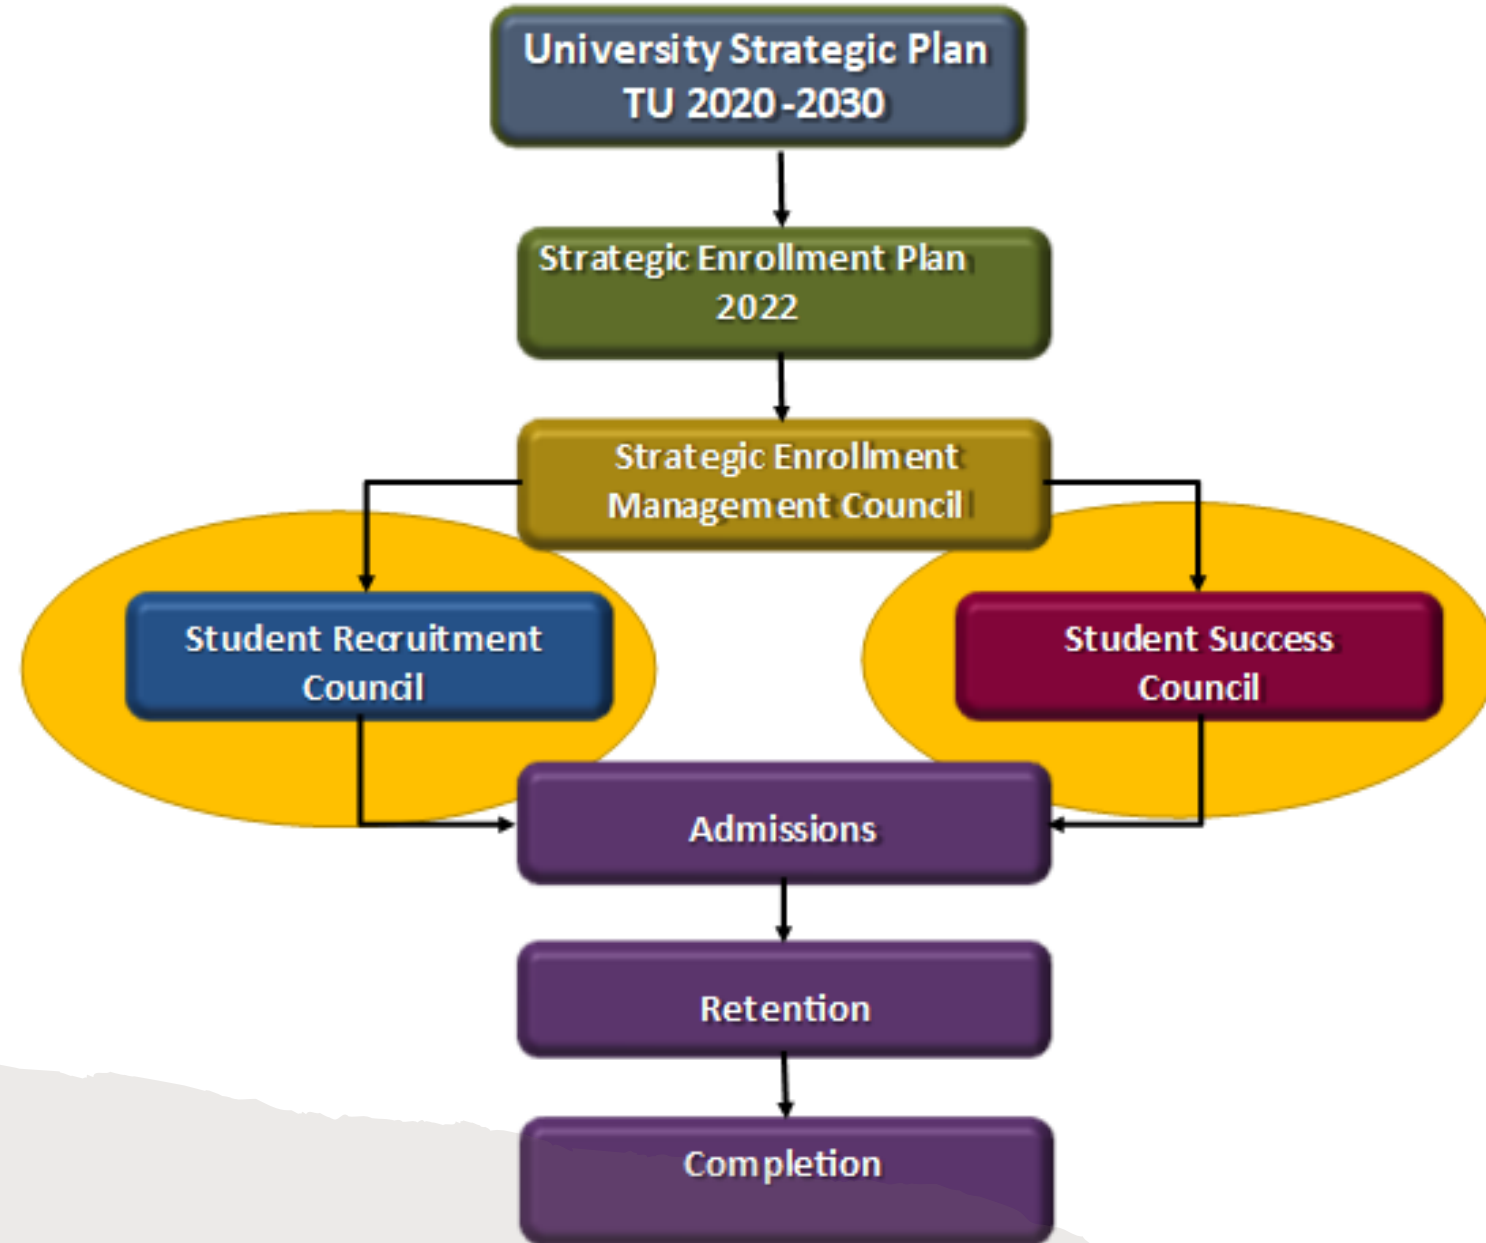 University Strategic Plan
TU 2020-2030
Strategic Enrollment Plan
2022
Strategic Enrollment
Management Council
Student Recruitment
Council
Student Success
Council
Admissions
Retention
Completion